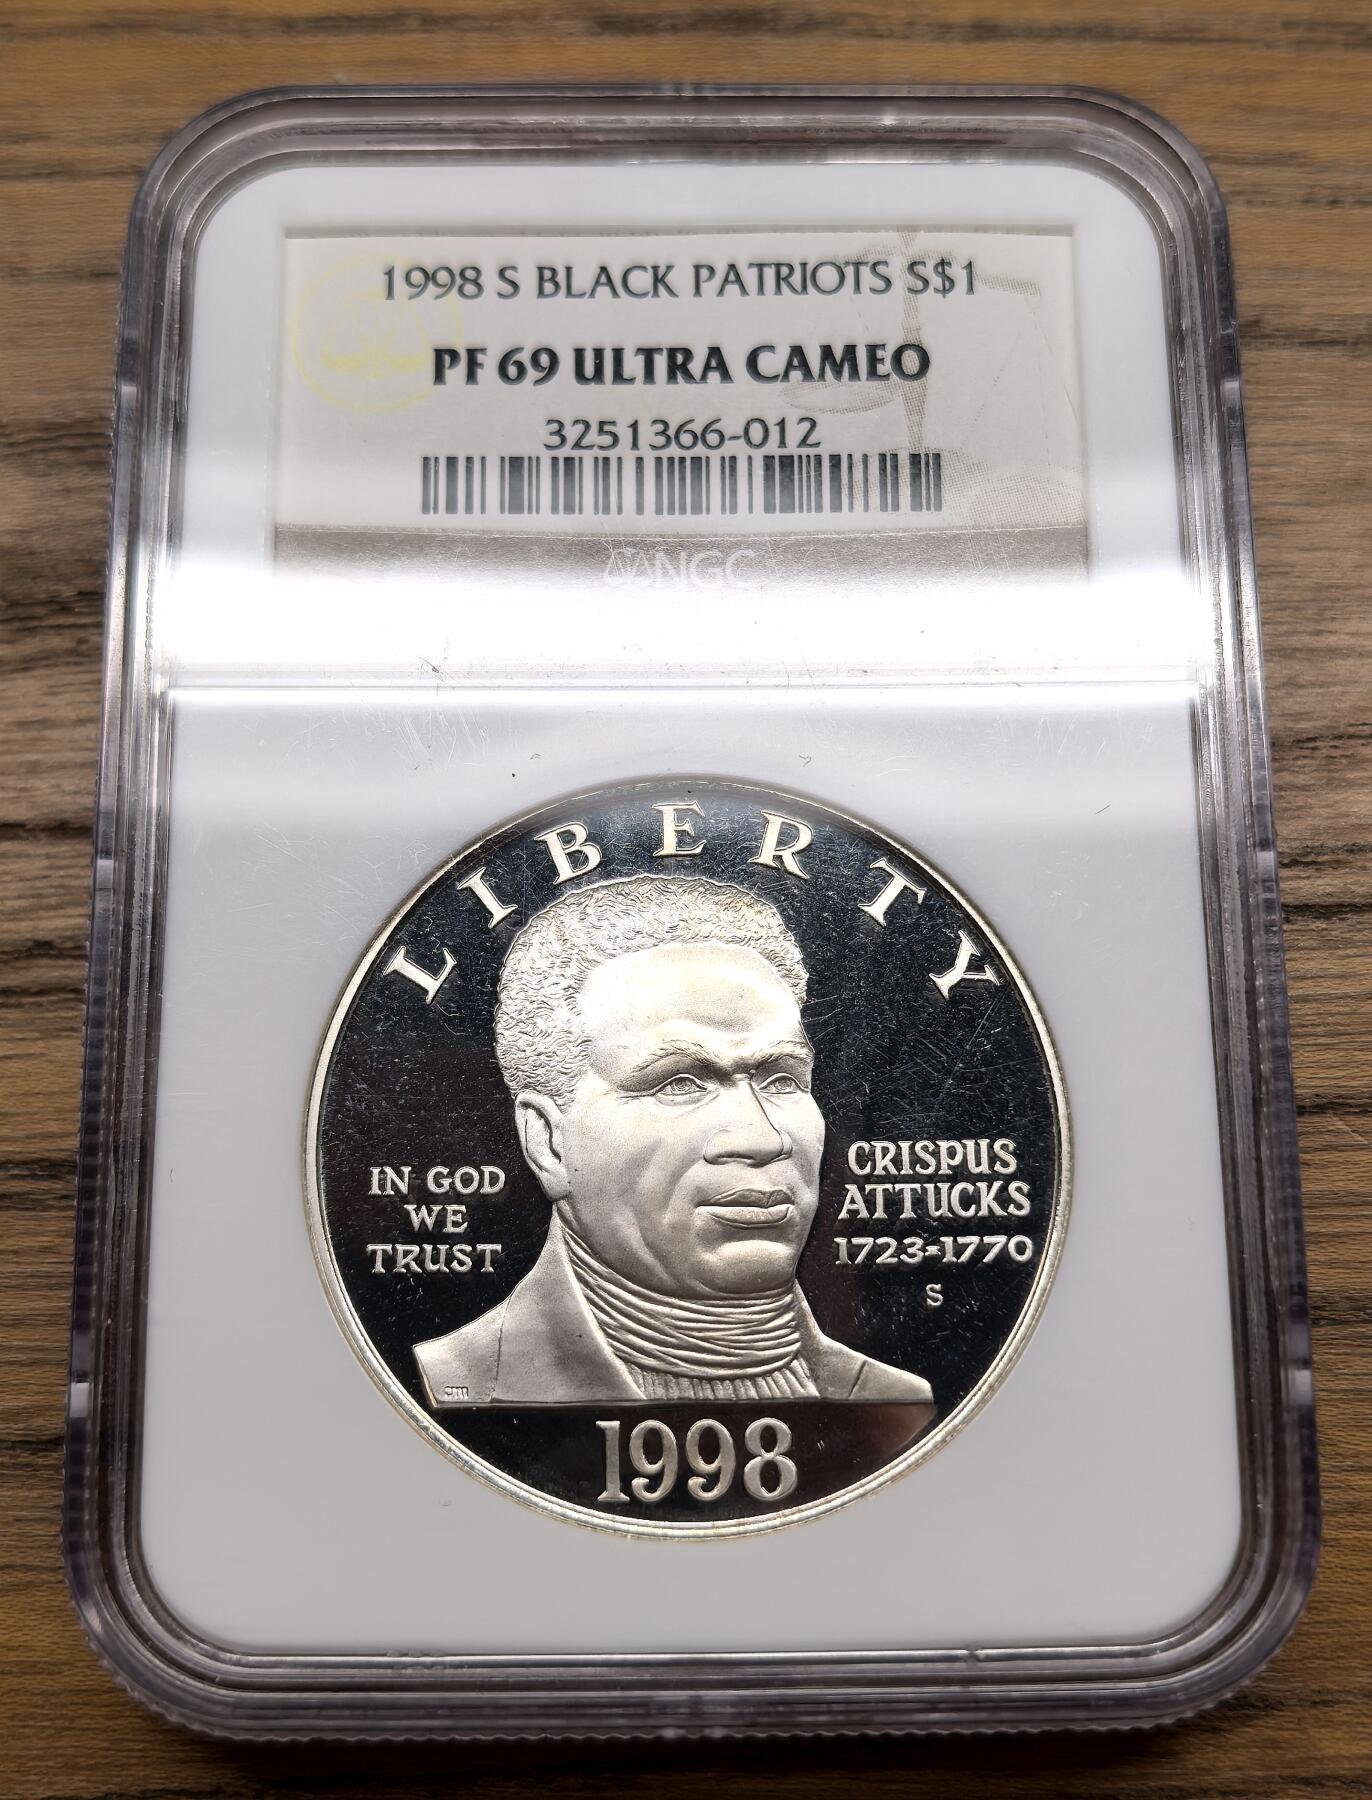 1998 S BLACK PATRIOTS S$1
PF 69 ULTRA CAMEO
3251366-012
NGC
LIBERTY
IN GOD
WE
TRUST
CRISPUS
ATTUCKS
1723-1770
S
1998